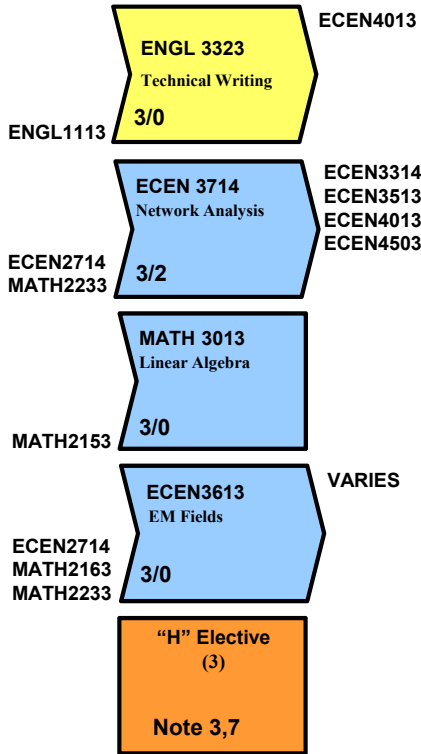 ECEN4013
ENGL 3323
Technical Writing
3/0
ENGL1113
ECEN 3714
Network Analysis
3/2
ECEN3314
ECEN3513
ECEN4013
ECEN4503
ECEN2714
MATH2233
MATH 3013
Linear Algebra
3/0
MATH2153
ECEN3613
EM Fields
3/0
VARIES
ECEN2714
MATH2163
MATH2233
“H” Elective
(3)
Note 3,7